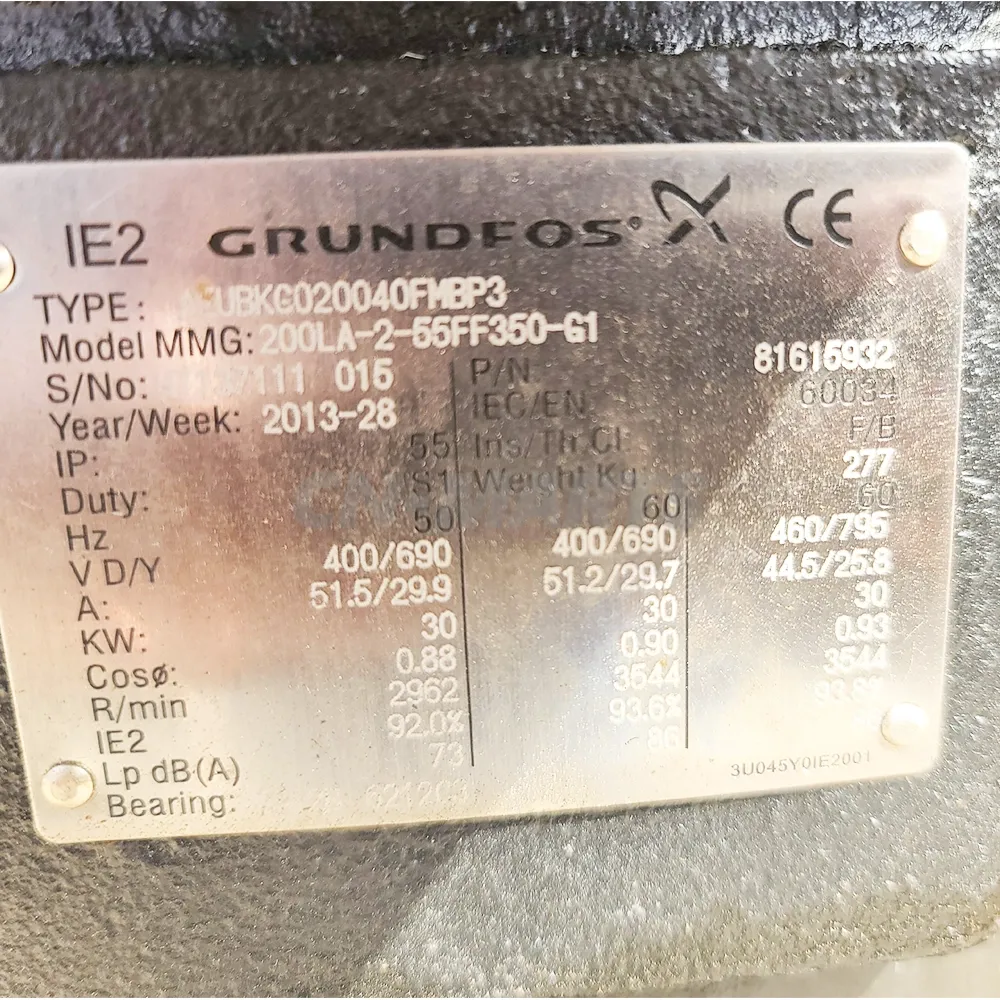 IE2 GRUNDFOS® CE
TYPE: UBKG020040FMBP3
Model MMG: 200LA-2-55FF350-G1
S/No: 111 015 P/N 81615932
Year/Week: 2013-28 IEC/EN 60034
IP: 55 Ins/Th.Cl F/B
Duty: S1 Weight Kg: 277
Hz 50 60 60
V D/Y 400/690 400/690 460/795
A: 51.5/29.9 51.2/29.7 44.5/25.8
KW: 30 30 30
Cosø: 0.88 0.90 0.93
R/min 2962 3544 3544
IE2 92.0% 93.6% 93.8%
Lp dB(A) 73 86
Bearing:
3U045Y0IE2001